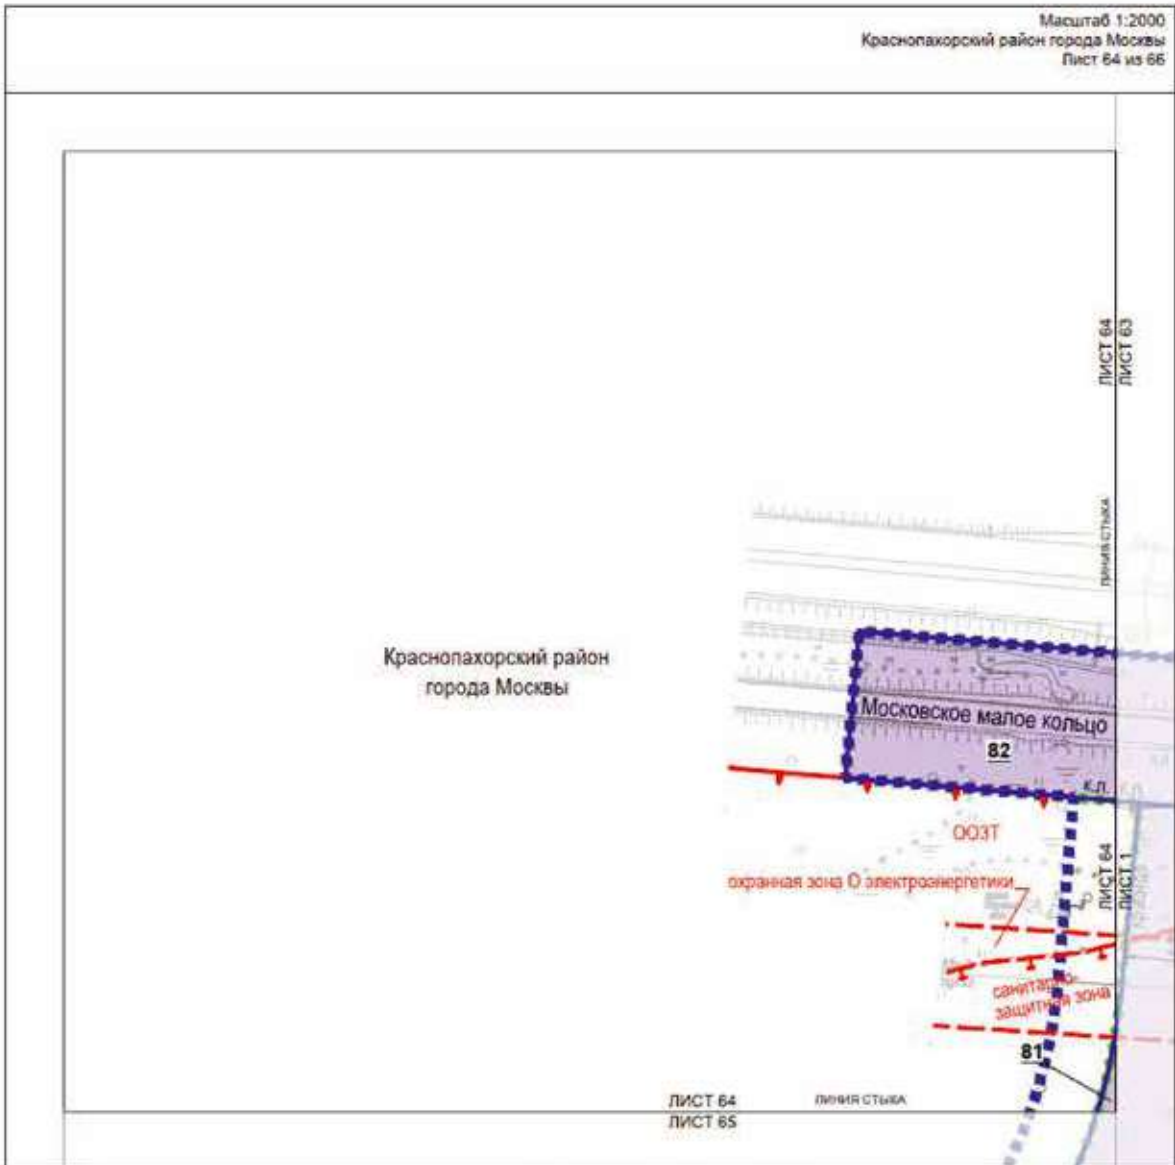 Масштаб 1:2000
Краснопахорский район города Москвы
Лист 64 из 66
ЛИСТ 64
ЛИСТ 63
ЛИНИЯ СТЫКА
Краснопахорский район
города Москвы
Московское малое кольцо
82
к.л.
ООЗТ
ЛИСТ 64
ЛИСТ 1
охранная зона О электроэнергетики
санитарно-
защитная зона
81
ЛИСТ 64
ЛИНИЯ СТЫКА
ЛИСТ 65